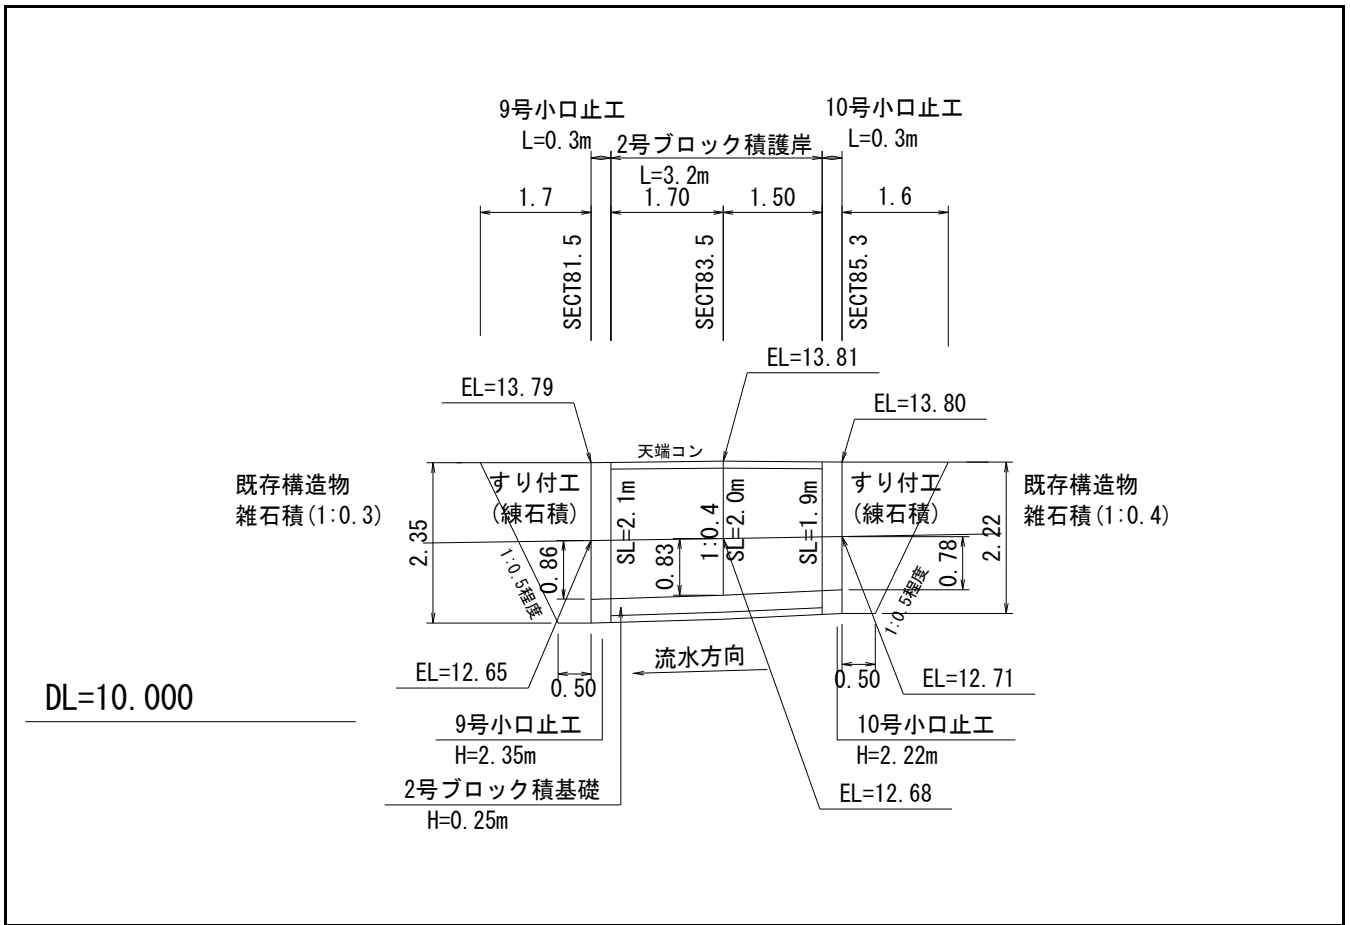 9号小口止工
L=0.3m
2号ブロック積護岸
L=3.2m
10号小口止工
L=0.3m
1.7
1.70
1.50
1.6
SECT81.5
SECT83.5
SECT85.3
EL=13.81
EL=13.79
EL=13.80
天端コン
既存構造物
雑石積(1:0.3)
すり付工
(練石積)
すり付工
(練石積)
既存構造物
雑石積(1:0.4)
2.35
1:0.5程度
0.86
SL=2.1m
0.83
1:0.4
SL=2.0m
SL=1.9m
1:0.5程度
0.78
2.22
流水方向
EL=12.65
0.50
0.50
EL=12.71
DL=10.000
9号小口止工
H=2.35m
10号小口止工
H=2.22m
2号ブロック積基礎
H=0.25m
EL=12.68